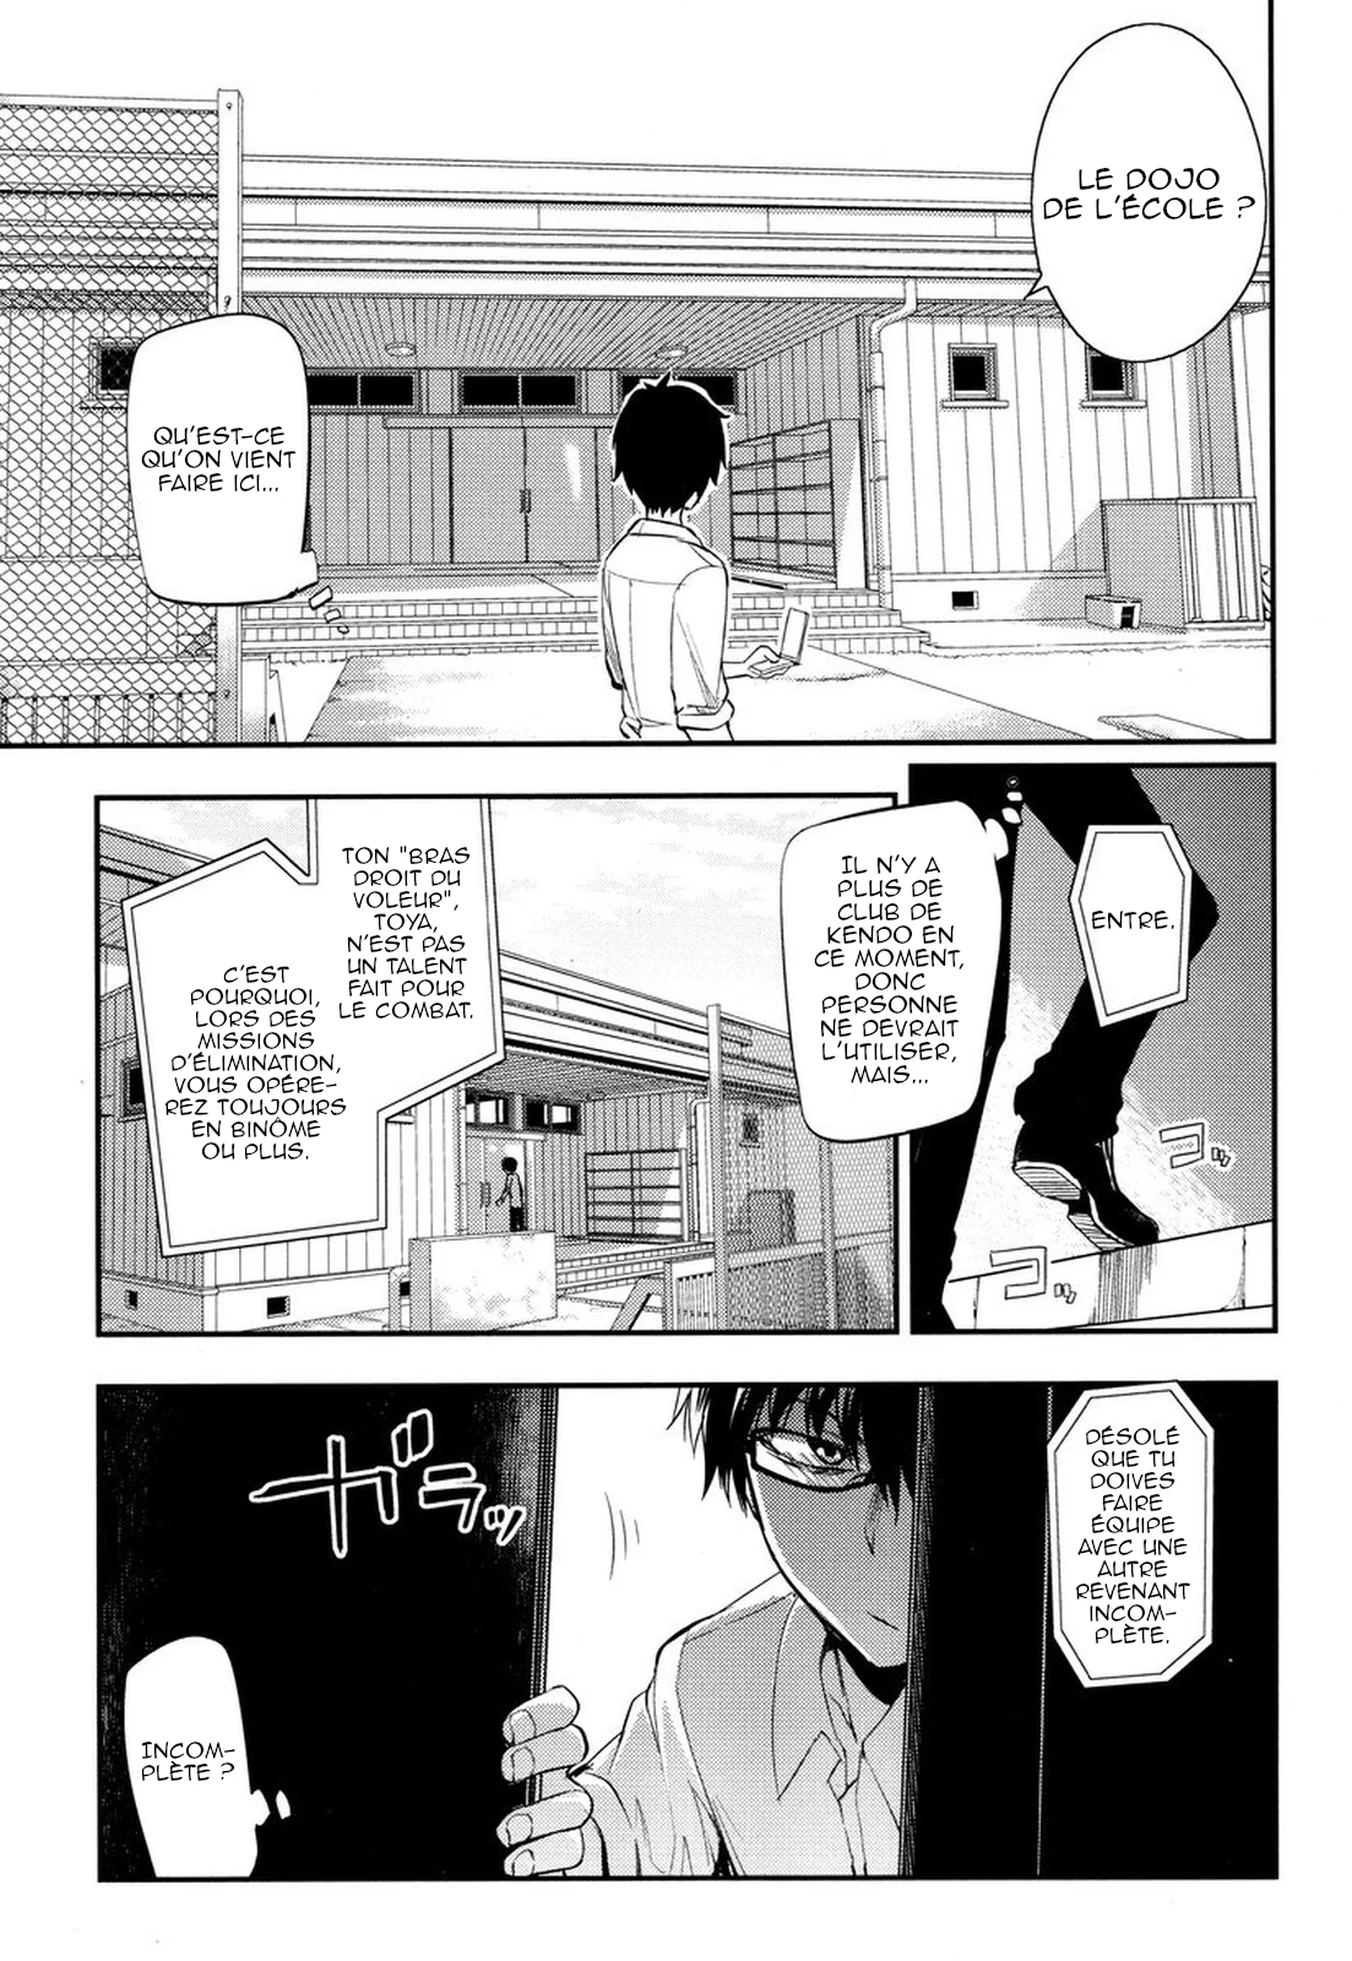 LE DOJO
DE L'ÉCOLE ?
QU'EST-CE
QU'ON VIENT
FAIRE ICI...
ENTRE.
IL N'Y A
PLUS DE
CLUB DE
KENDO EN
CE MOMENT,
DONC
PERSONNE
NE DEVRAIT
L'UTILISER,
MAIS...
コッ
コッ
TON "BRAS
DROIT DU
VOLEUR",
TOYA,
N'EST PAS
UN TALENT
FAIT POUR
LE COMBAT.
C'EST
POURQUOI,
LORS DES
MISSIONS
D'ÉLIMINATION,
VOUS OPÉRE-
REZ TOUJOURS
EN BINÔME
OU PLUS.
DÉSOLÉ
QUE TU
DOIVES
FAIRE
ÉQUIPE
AVEC UNE
AUTRE
REVENANT
INCOM-
PLÈTE.
ガラッ
INCOM-
PLÈTE ?